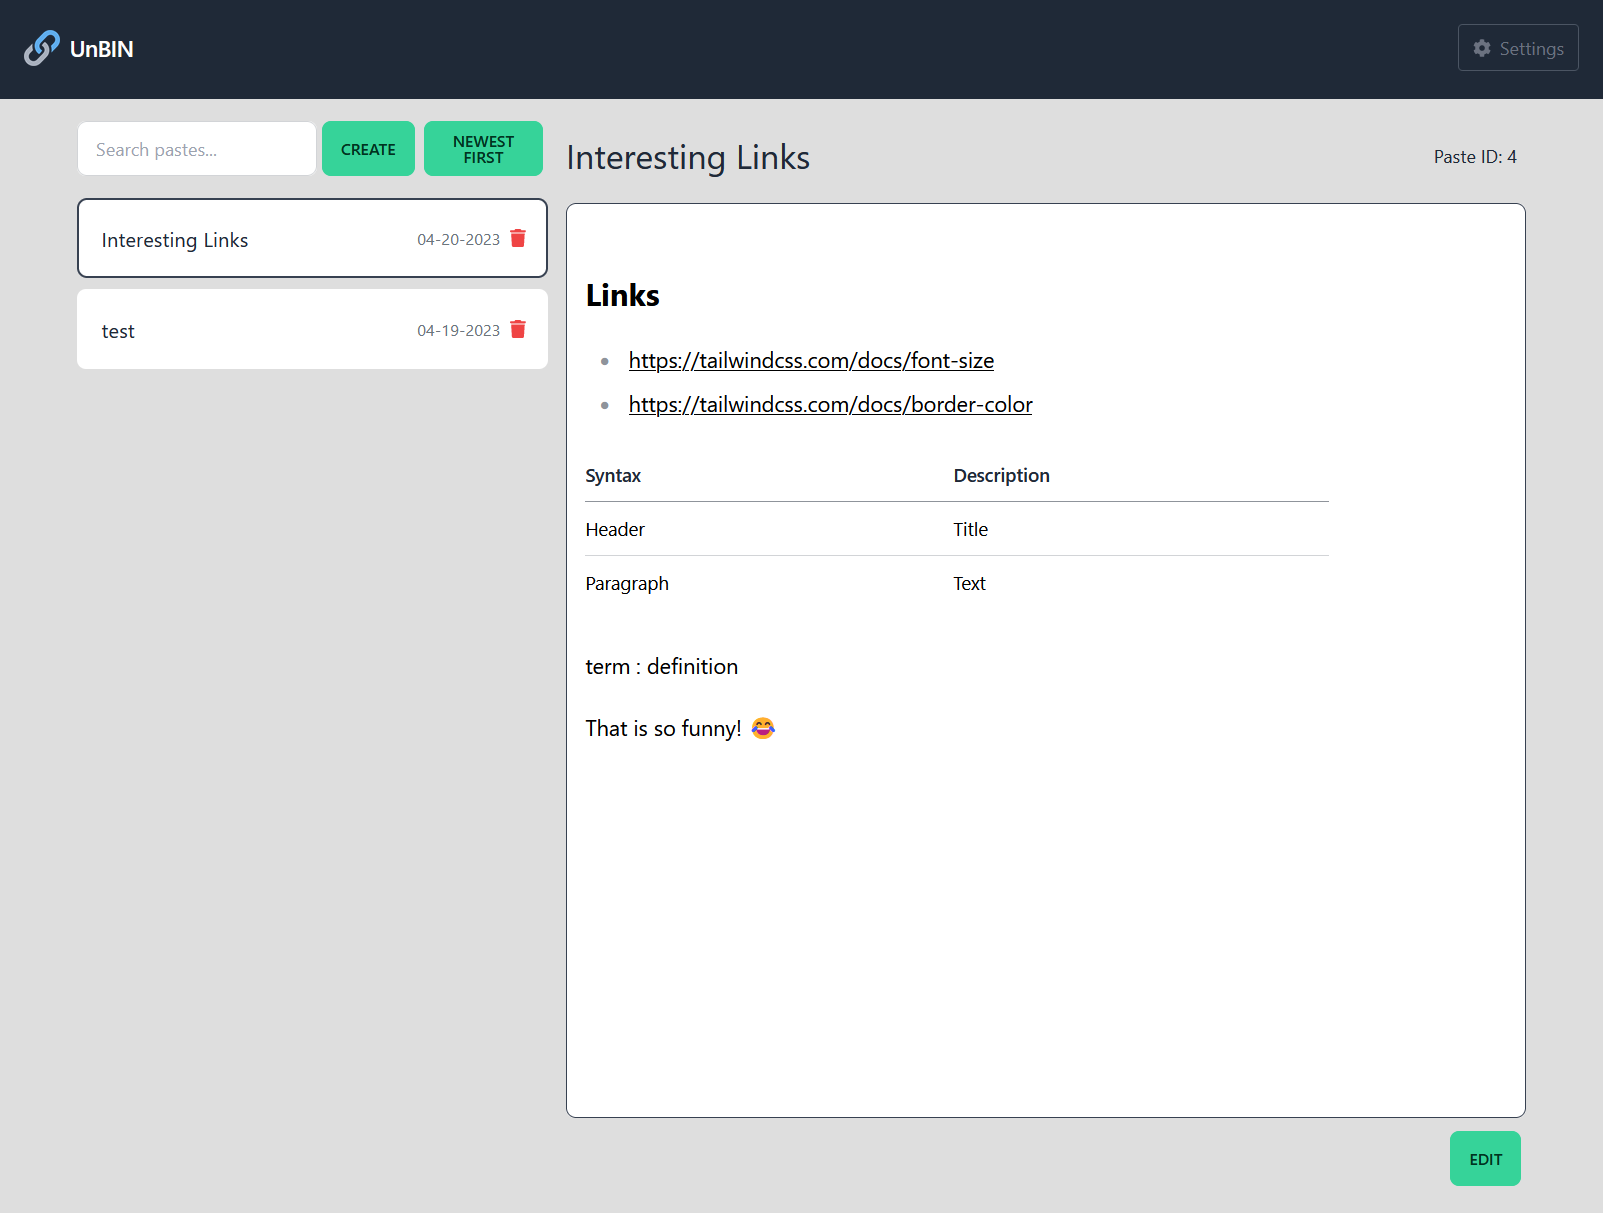 UnBIN
Settings
Search pastes...
CREATE
NEWEST
FIRST
Interesting Links
04-20-2023
test
04-19-2023
Interesting Links
Paste ID: 4
Links
https://tailwindcss.com/docs/font-size
https://tailwindcss.com/docs/border-color
Syntax Description
Header Title
Paragraph Text
term : definition
That is so funny! 😂
EDIT